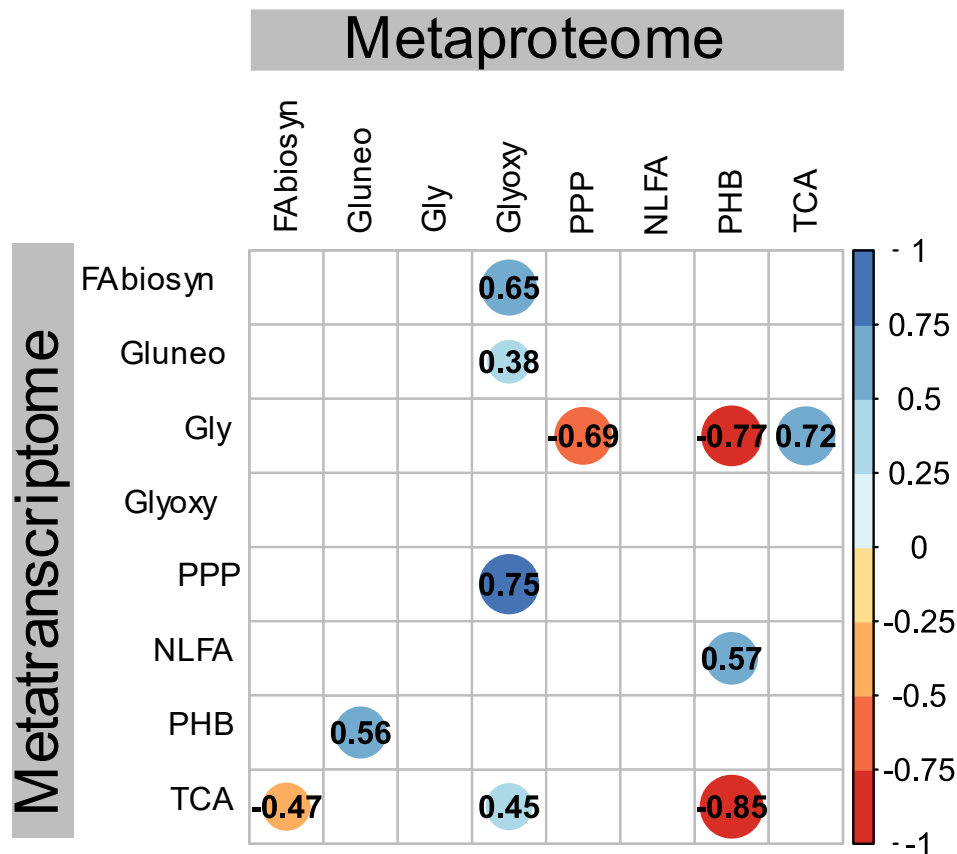 Metaproteome
FAbiosyn
Gluneo
Gly
Glyoxy
PPP
NLFA
PHB
TCA
Metatranscriptome
FAbiosyn
0.65
Gluneo
0.38
Gly
-0.69
-0.77
0.72
Glyoxy
PPP
0.75
NLFA
0.57
PHB
0.56
TCA
-0.47
0.45
-0.85
1
0.75
0.5
0.25
0
-0.25
-0.5
-0.75
-1